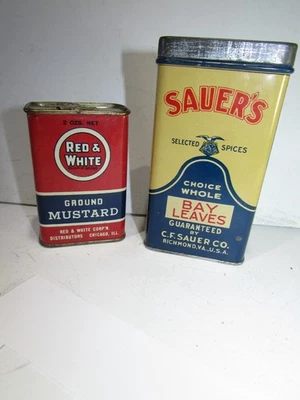 2 OZS. NET.
RED &
WHITE
GROUND
MUSTARD
RED & WHITE CORP'N
DISTRIBUTORS CHICAGO, ILL.
SAUER'S
SELECTED SPICES
CHOICE
WHOLE
BAY
LEAVES
GUARANTEED
BY
C.F. SAUER CO.
RICHMOND, VA., U.S.A.